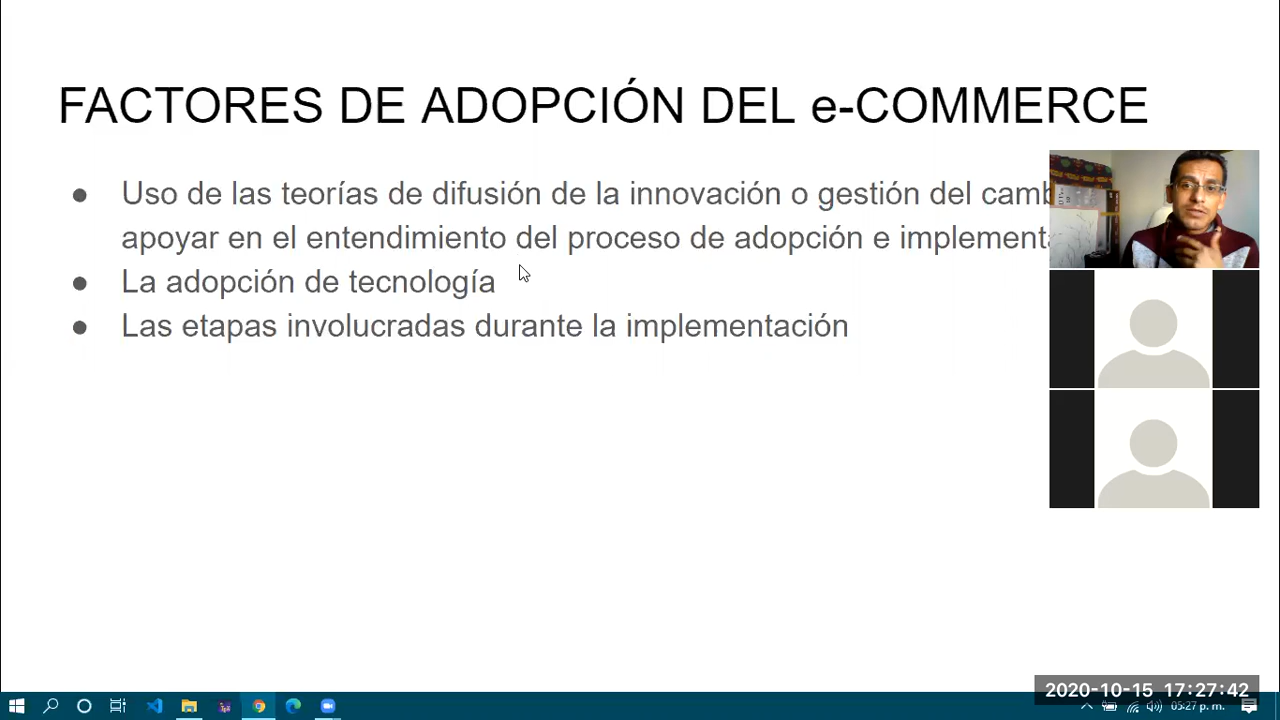 FACTORES DE ADOPCIÓN DEL e-COMMERCE
● Uso de las teorías de difusión de la innovación o gestión del
apoyar en el entendimiento del proceso de adopción e
● La adopción de tecnología
● Las etapas involucradas durante la implementación
2020-10-15 17:27:42
05:27 p. m.